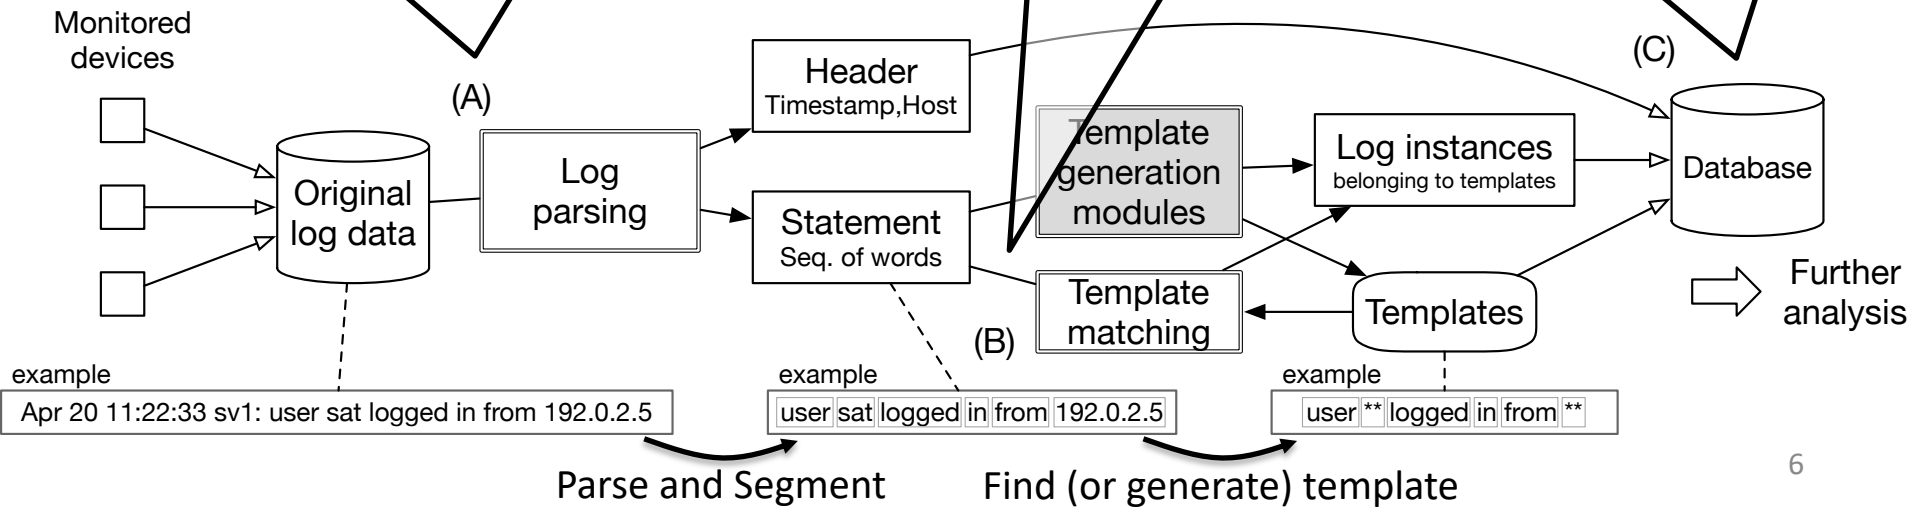 Monitored
devices
(A)
Original
log data
Log
parsing
Header
Timestamp,Host
Statement
Seq. of words
Template
generation
modules
Template
matching
(B)
Log instances
belonging to templates
Templates
(C)
Database
Further
analysis
example
Apr 20 11:22:33 sv1: user sat logged in from 192.0.2.5
example
user sat logged in from 192.0.2.5
example
user ** logged in from **
Parse and Segment
Find (or generate) template
6